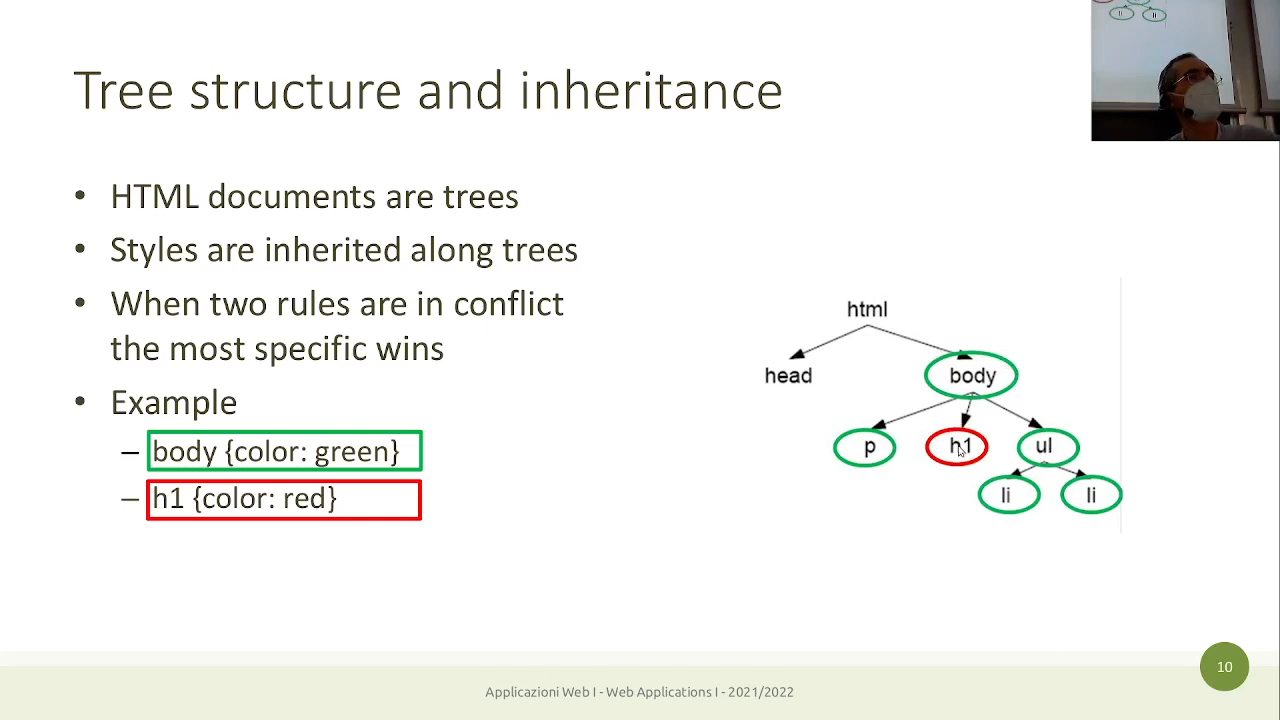 Tree structure and inheritance
• HTML documents are trees
• Styles are inherited along trees
• When two rules are in conflict
the most specific wins
• Example
– body {color: green}
– h1 {color: red}
html
head
body
p
h1
ul
li
li
10
Applicazioni Web I - Web Applications I - 2021/2022